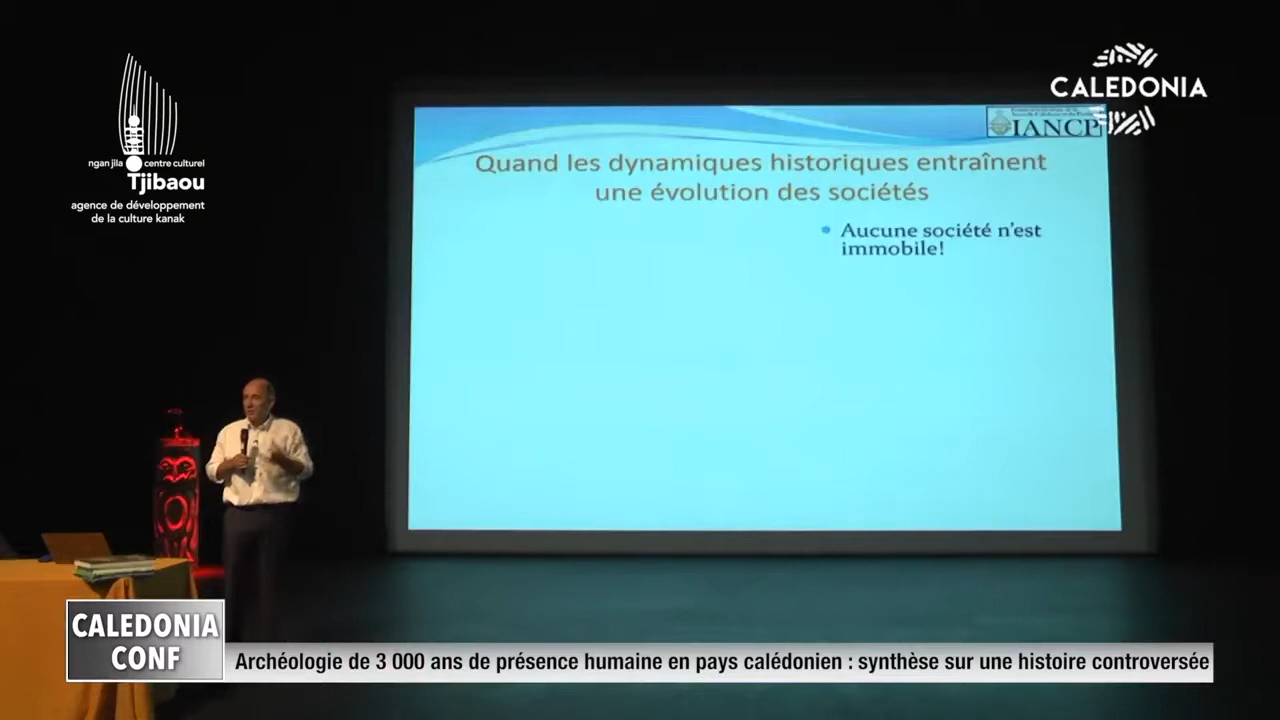 CALEDONIA
ngan jila centre culturel
Tjibaou
agence de développement
de la culture kanak
IANCP
Quand les dynamiques historiques entraînent
une évolution des sociétés
• Aucune société n'est
immobile!
CALEDONIA
CONF
Archéologie de 3 000 ans de présence humaine en pays calédonien : synthèse sur une histoire controversée